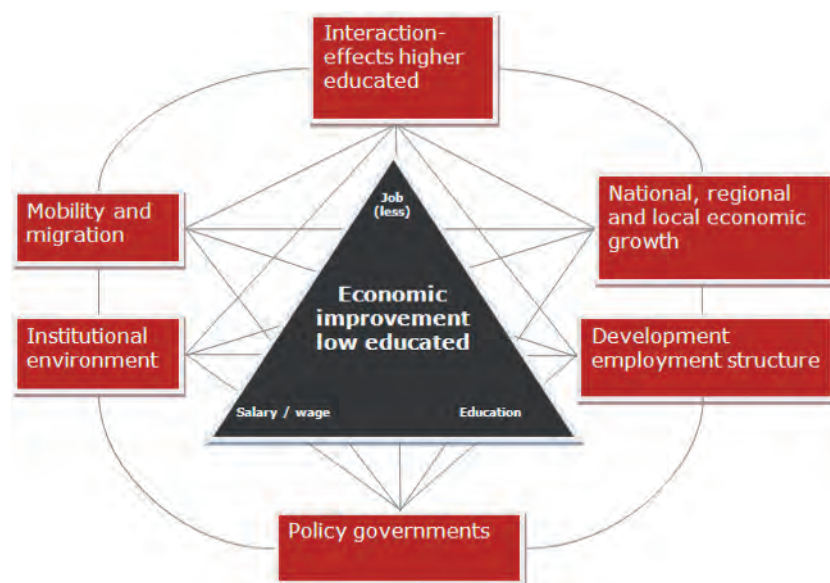 Interaction-
effects higher
educated
Mobility and
migration
National, regional
and local economic
growth
Job
(less)
Economic
improvement
low educated
Institutional
environment
Development
employment structure
Salary / wage
Education
Policy governments